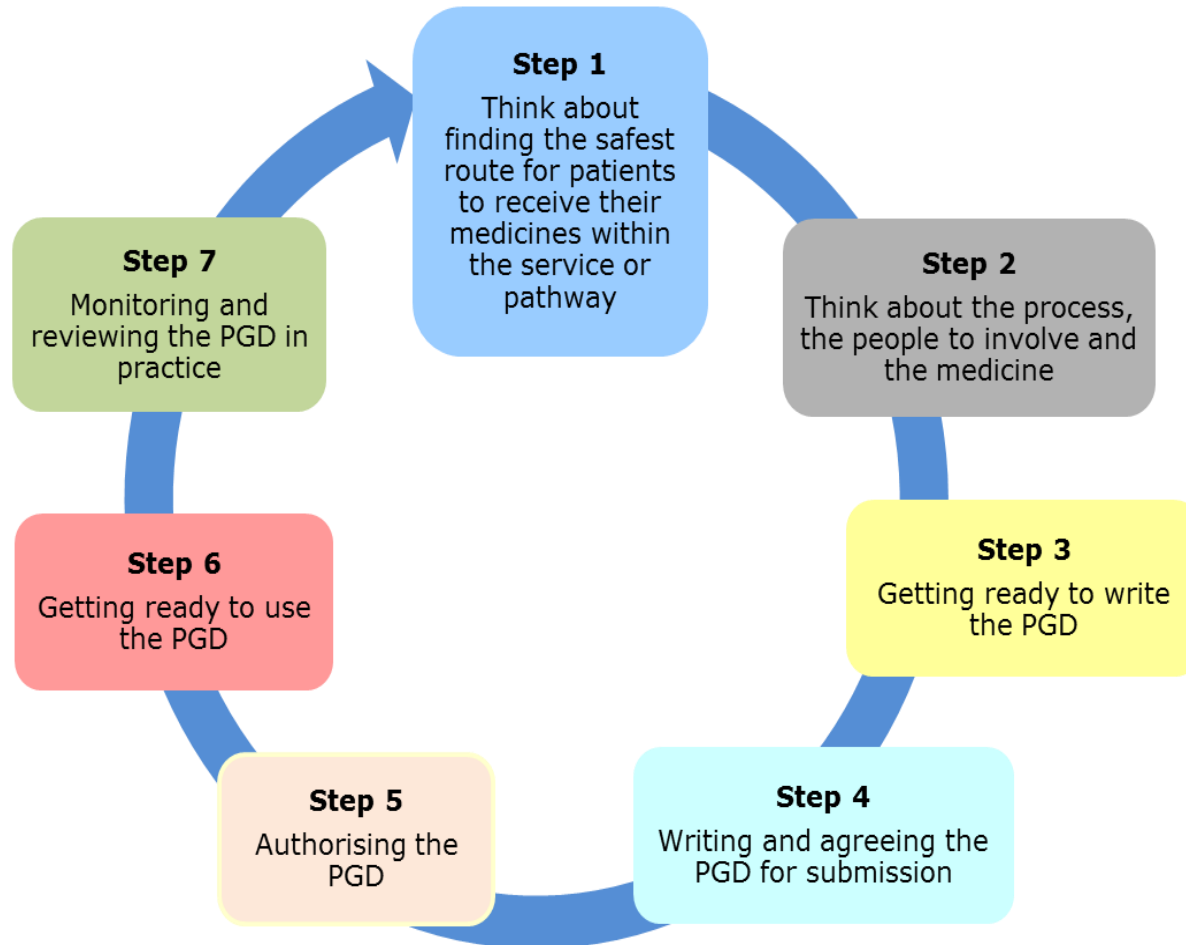 Step 1
Think about
finding the safest
route for patients
to receive their
medicines within
the service or
pathway
Step 2
Think about the process,
the people to involve and
the medicine
Step 3
Getting ready to write
the PGD
Step 4
Writing and agreeing the
PGD for submission
Step 5
Authorising the
PGD
Step 6
Getting ready to use
the PGD
Step 7
Monitoring and
reviewing the PGD in
practice